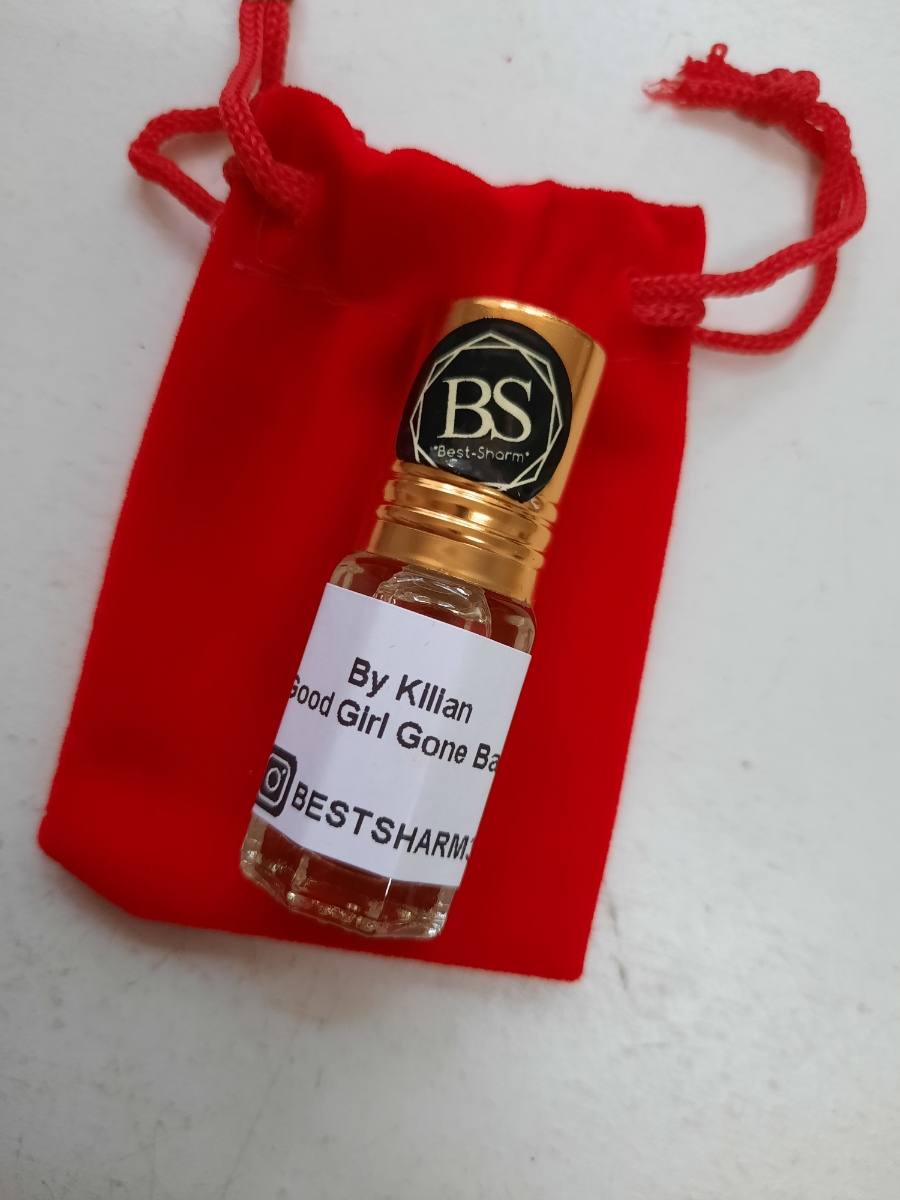 BS
"Best-Sharm"
By Kilian
Good Girl Gone Ba
BESTSHARM